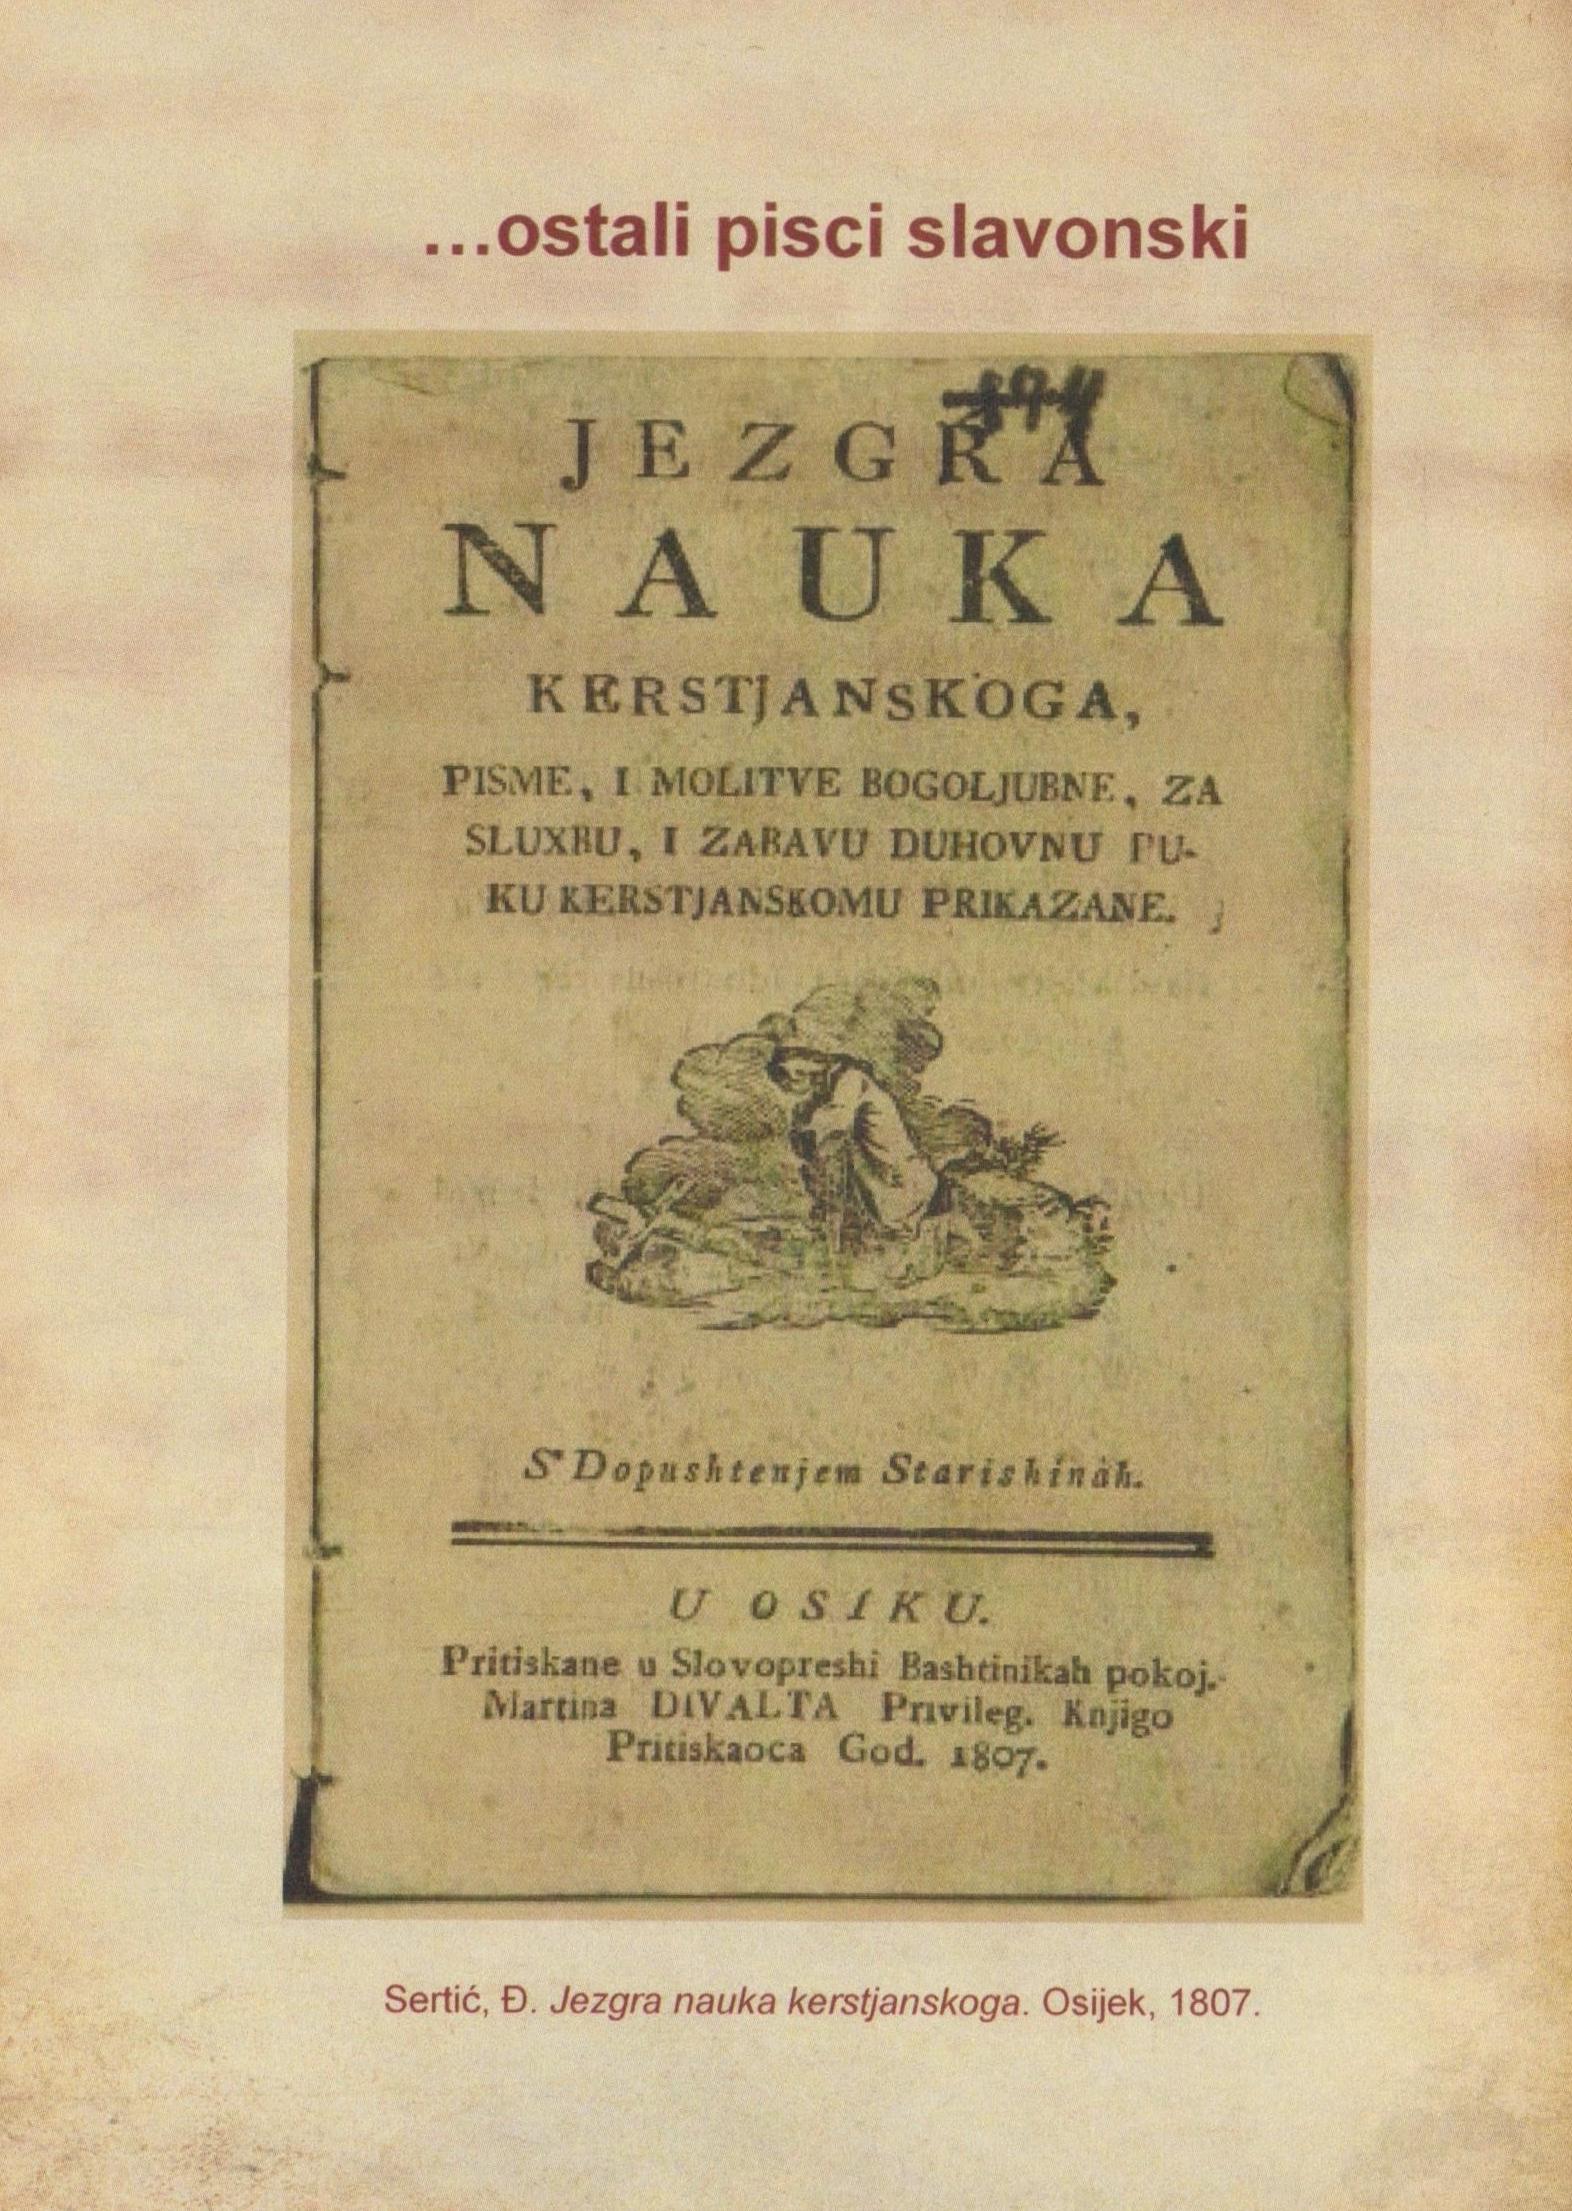 ...ostali pisci slavonski
JEZGRA
NAUKA
KERSTJANSKOGA,
PISME, I MOLITVE BOGOLJUBNE, ZA
SLUXBU, I ZABAVU DUHOVNU PU-
KU KERSTJANSKOMU PRIKAZANE.
S' Dopushtenjem Starishinah.
U OSIKU.
Pritiskane u Slovopreshi Bashtinikah pokoj.
Martina DIVALTA Privileg. Knjigo
Pritiskaoca God. 1807.
Sertić, Đ. Jezgra nauka kerstjanskoga. Osijek, 1807.